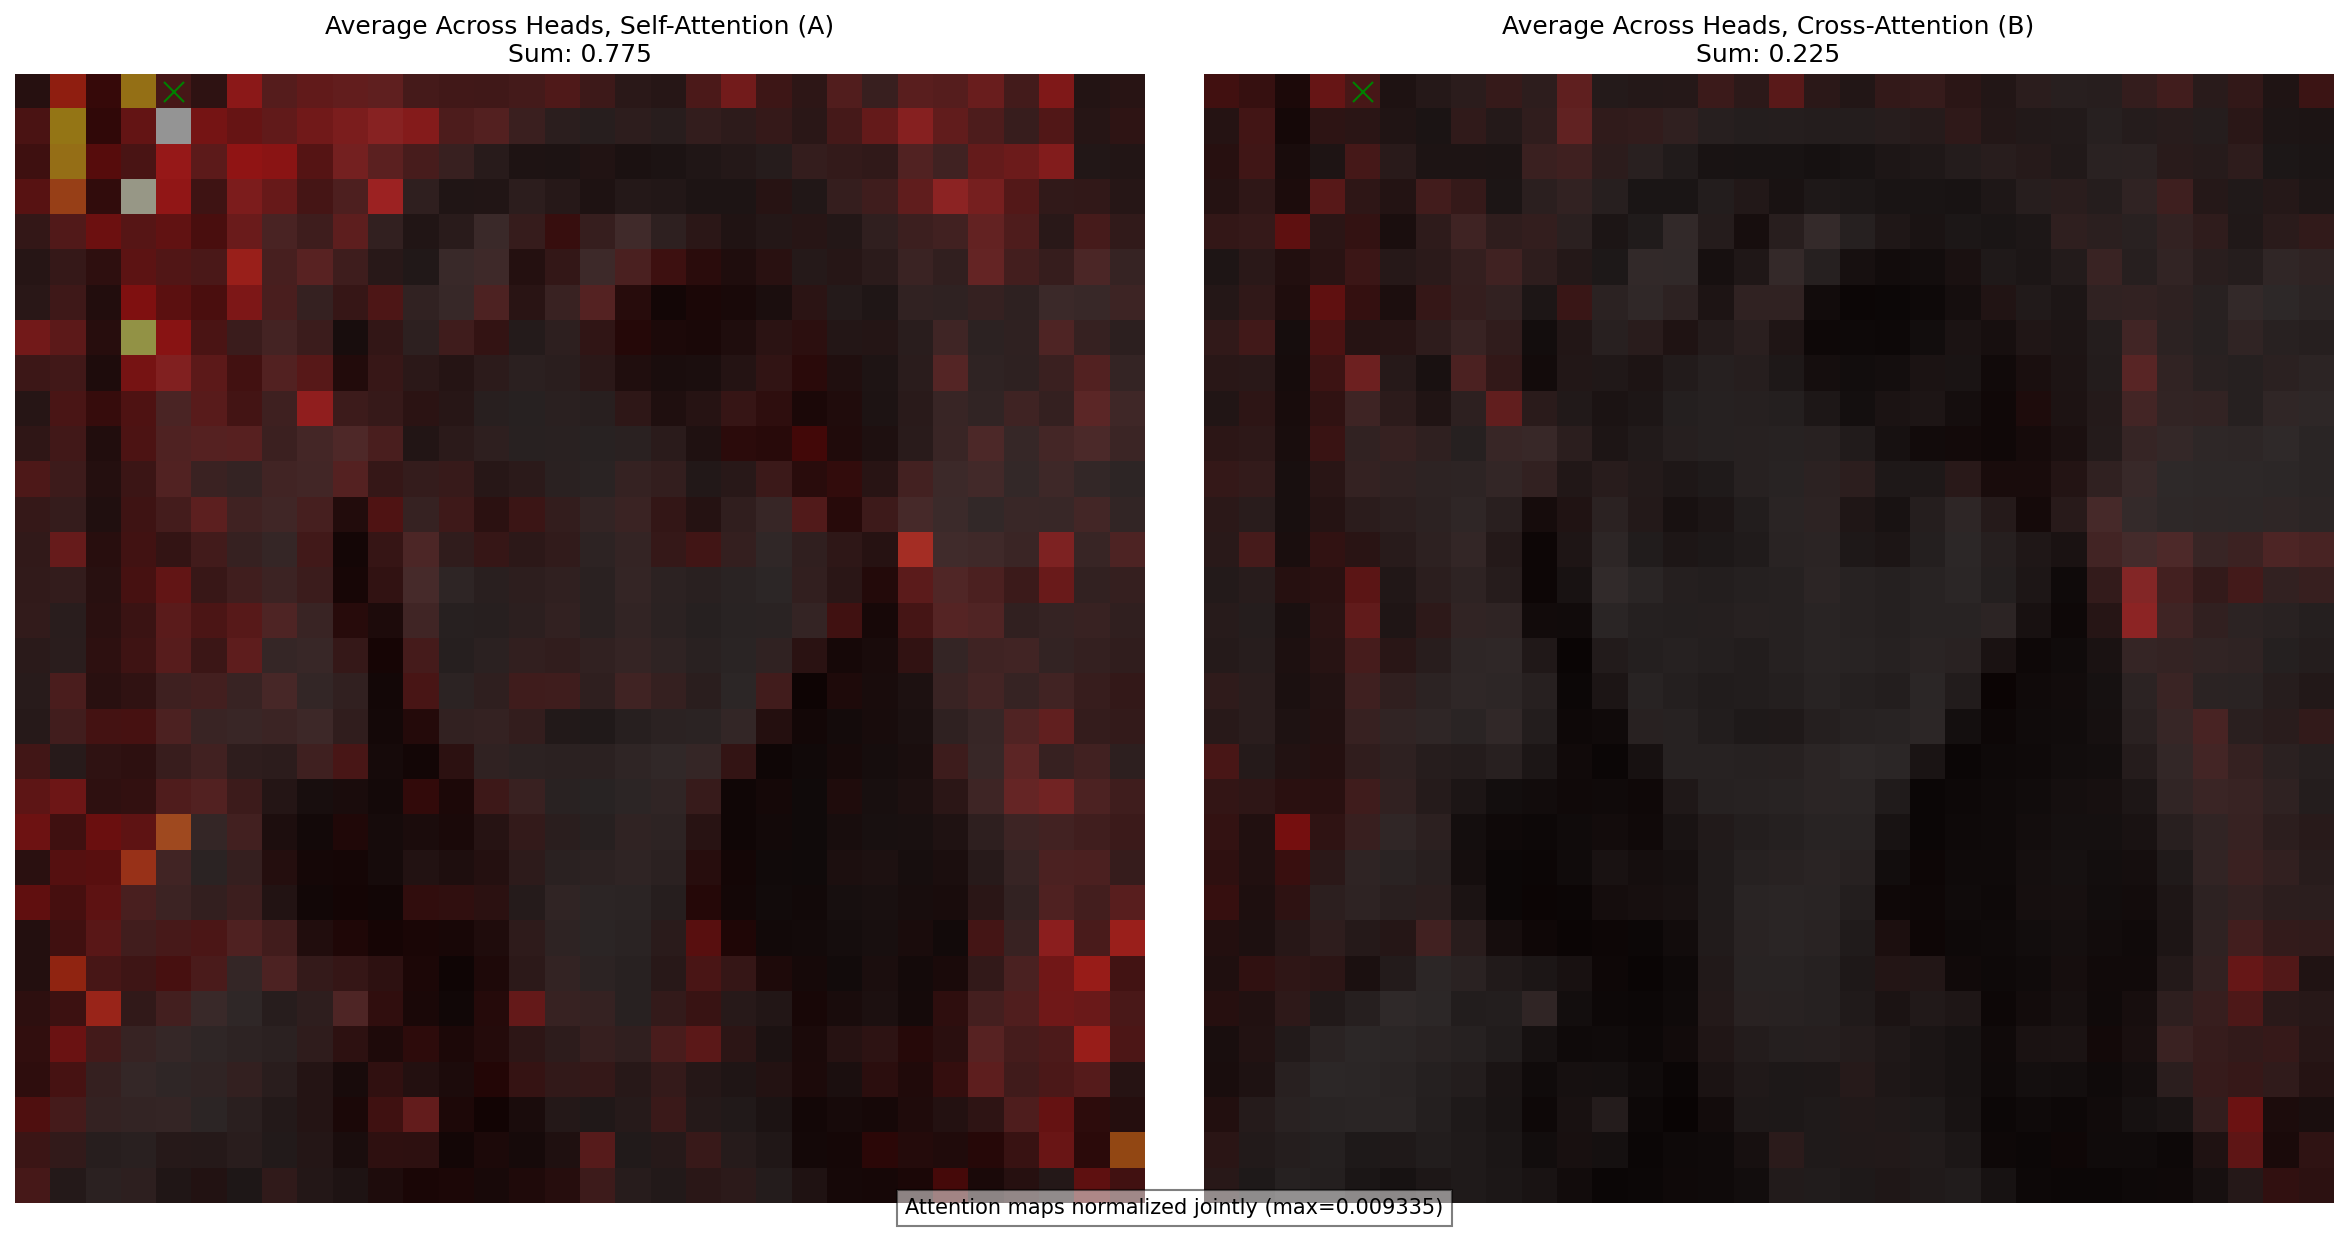 Average Across Heads, Self-Attention (A)
Sum: 0.775
Average Across Heads, Cross-Attention (B)
Sum: 0.225
Attention maps normalized jointly (max=0.009335)